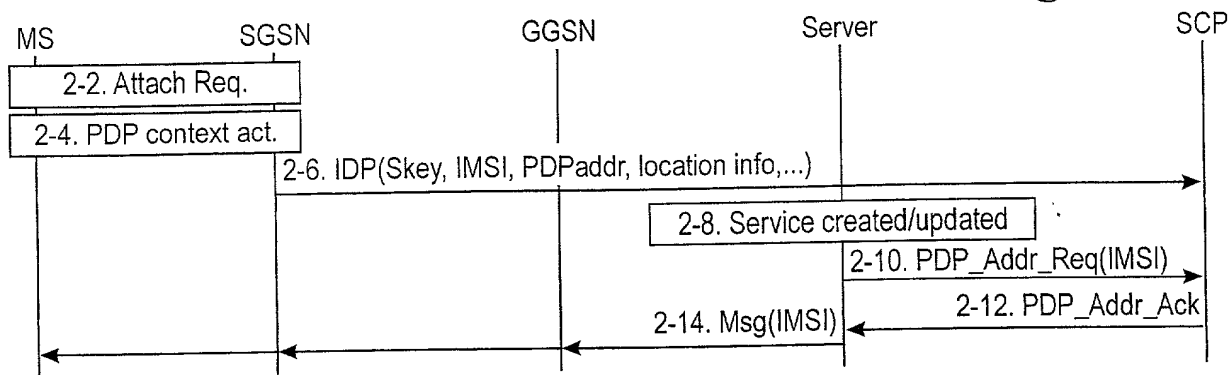 MS SGSN GGSN Server SCP
2-2. Attach Req.
2-4. PDP context act.
2-6. IDP(Skey, IMSI, PDPaddr, location info,...)
2-8. Service created/updated
2-10. PDP_Addr_Req(IMSI)
2-12. PDP_Addr_Ack
2-14. Msg(IMSI)